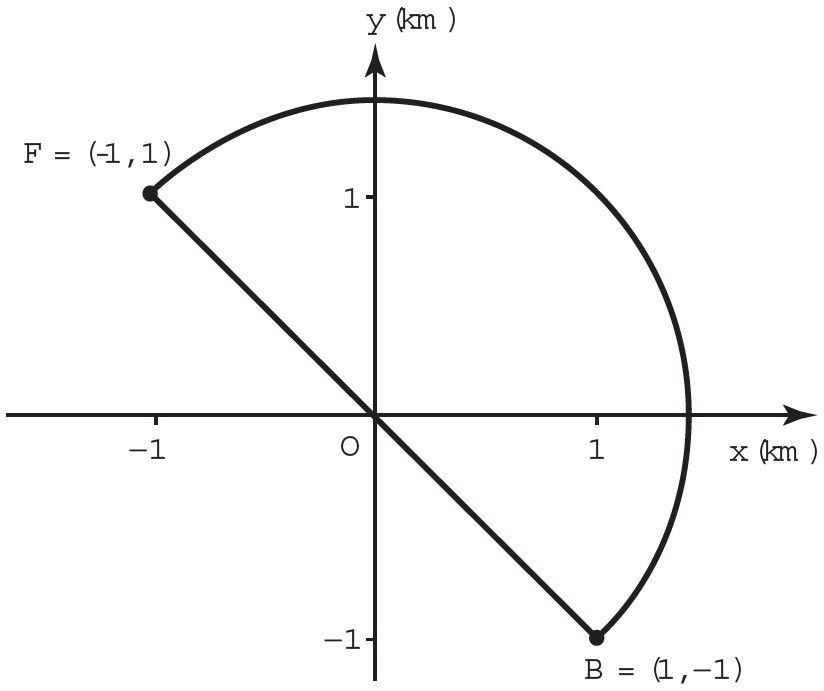 y (km)
F = (-1,1)
1
-1
O
1
x (km)
-1
B = (1,-1)